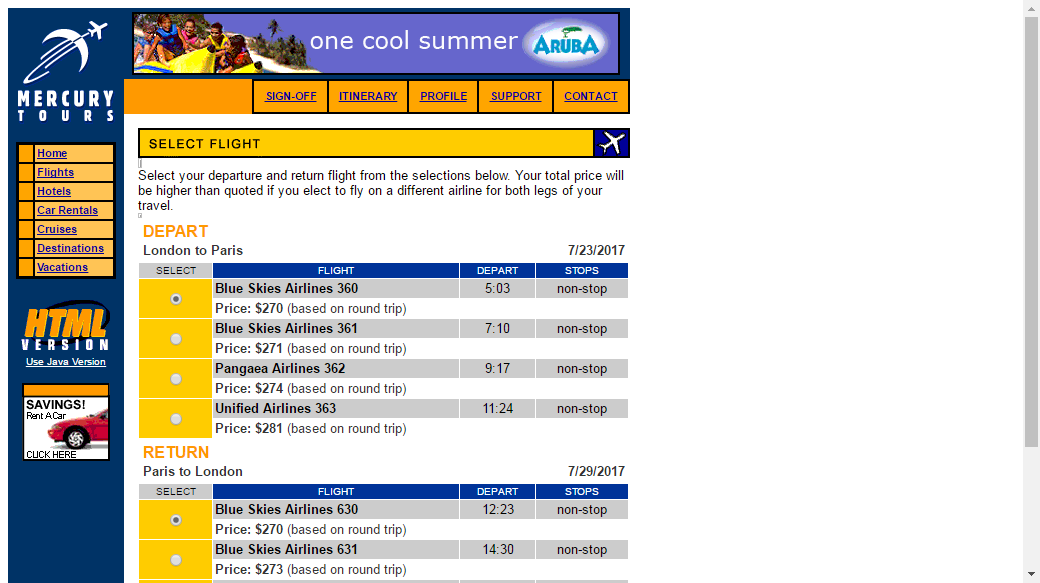 one cool summer
ARUBA
MERCURY
TOURS
SIGN-OFF ITINERARY PROFILE SUPPORT CONTACT
Home
Flights
Hotels
Car Rentals
Cruises
Destinations
Vacations
HTML
VERSION
Use Java Version
SAVINGS!
Rent A Car
CLICK HERE
SELECT FLIGHT
Select your departure and return flight from the selections below. Your total price will
be higher than quoted if you elect to fly on a different airline for both legs of your
travel.
DEPART
London to Paris 7/23/2017
SELECT FLIGHT DEPART STOPS
Blue Skies Airlines 360 5:03 non-stop
Price: $270 (based on round trip)
Blue Skies Airlines 361 7:10 non-stop
Price: $271 (based on round trip)
Pangaea Airlines 362 9:17 non-stop
Price: $274 (based on round trip)
Unified Airlines 363 11:24 non-stop
Price: $281 (based on round trip)
RETURN
Paris to London 7/29/2017
SELECT FLIGHT DEPART STOPS
Blue Skies Airlines 630 12:23 non-stop
Price: $270 (based on round trip)
Blue Skies Airlines 631 14:30 non-stop
Price: $273 (based on round trip)